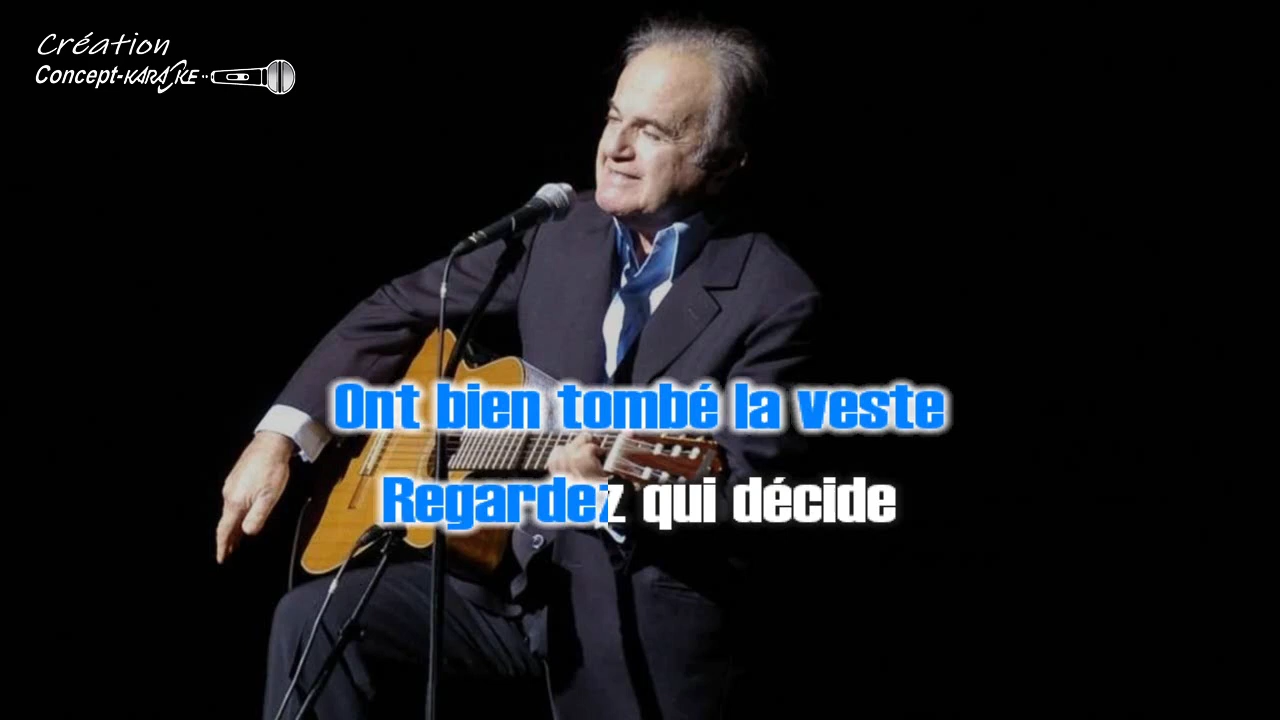 Création
Concept-KARAOKE
Ont bien tombé la veste
Regardez qui décide